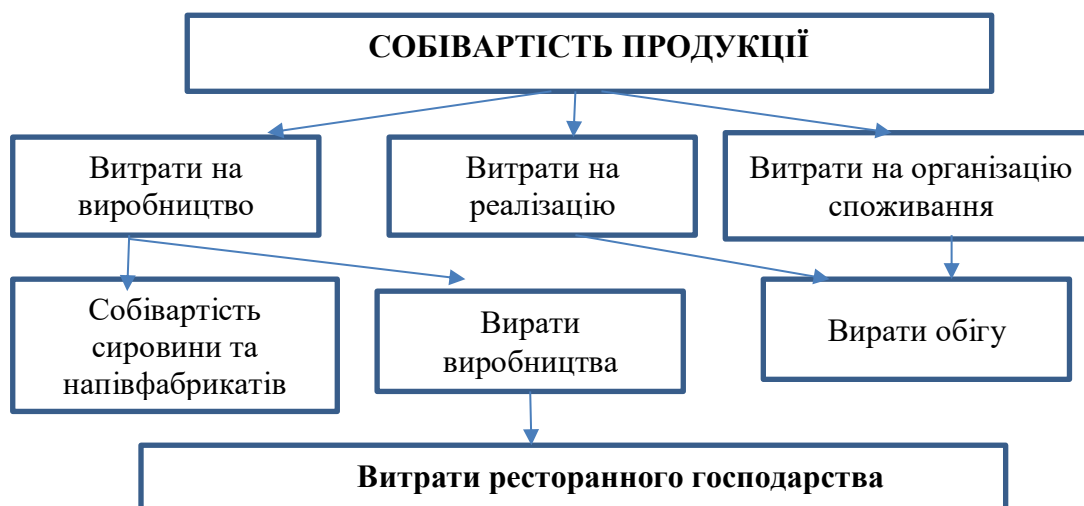 СОБІВАРТІСТЬ ПРОДУКЦІЇ
Витрати на
виробництво
Витрати на
реалізацію
Витрати на організацію
споживання
Собівартість
сировини та
напівфабрикатів
Вирати
виробництва
Вирати обігу
Витрати ресторанного господарства